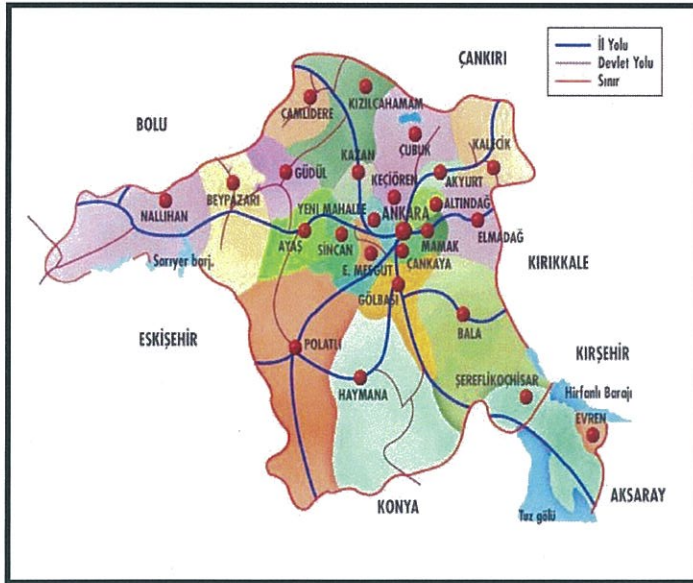 İl Yolu
Devlet Yolu
Sınır
ÇANKIRI
KIZILCAHAMAM
ÇAMLIDERE
BOLU
ÇUBUK
KALECİK
KAZAN
GÜDÜL
AKYURT
KEÇİÖREN
BEYPAZARI
NALLIHAN
YENI MAHALLE
ANKARA
ALTINDAĞ
AYAŞ
SİNCAN
MAMAK
ELMADAĞ
Sarıyer barj.
E. MESGUT
ÇANKAYA
KIRIKKALE
GÖLBAŞI
ESKİŞEHİR
POLATLI
BALA
KIRŞEHİR
HAYMANA
ŞEREFLİKOÇHİSAR
Hirfanlı Barajı
EVREN
KONYA
AKSARAY
Tuz gölü